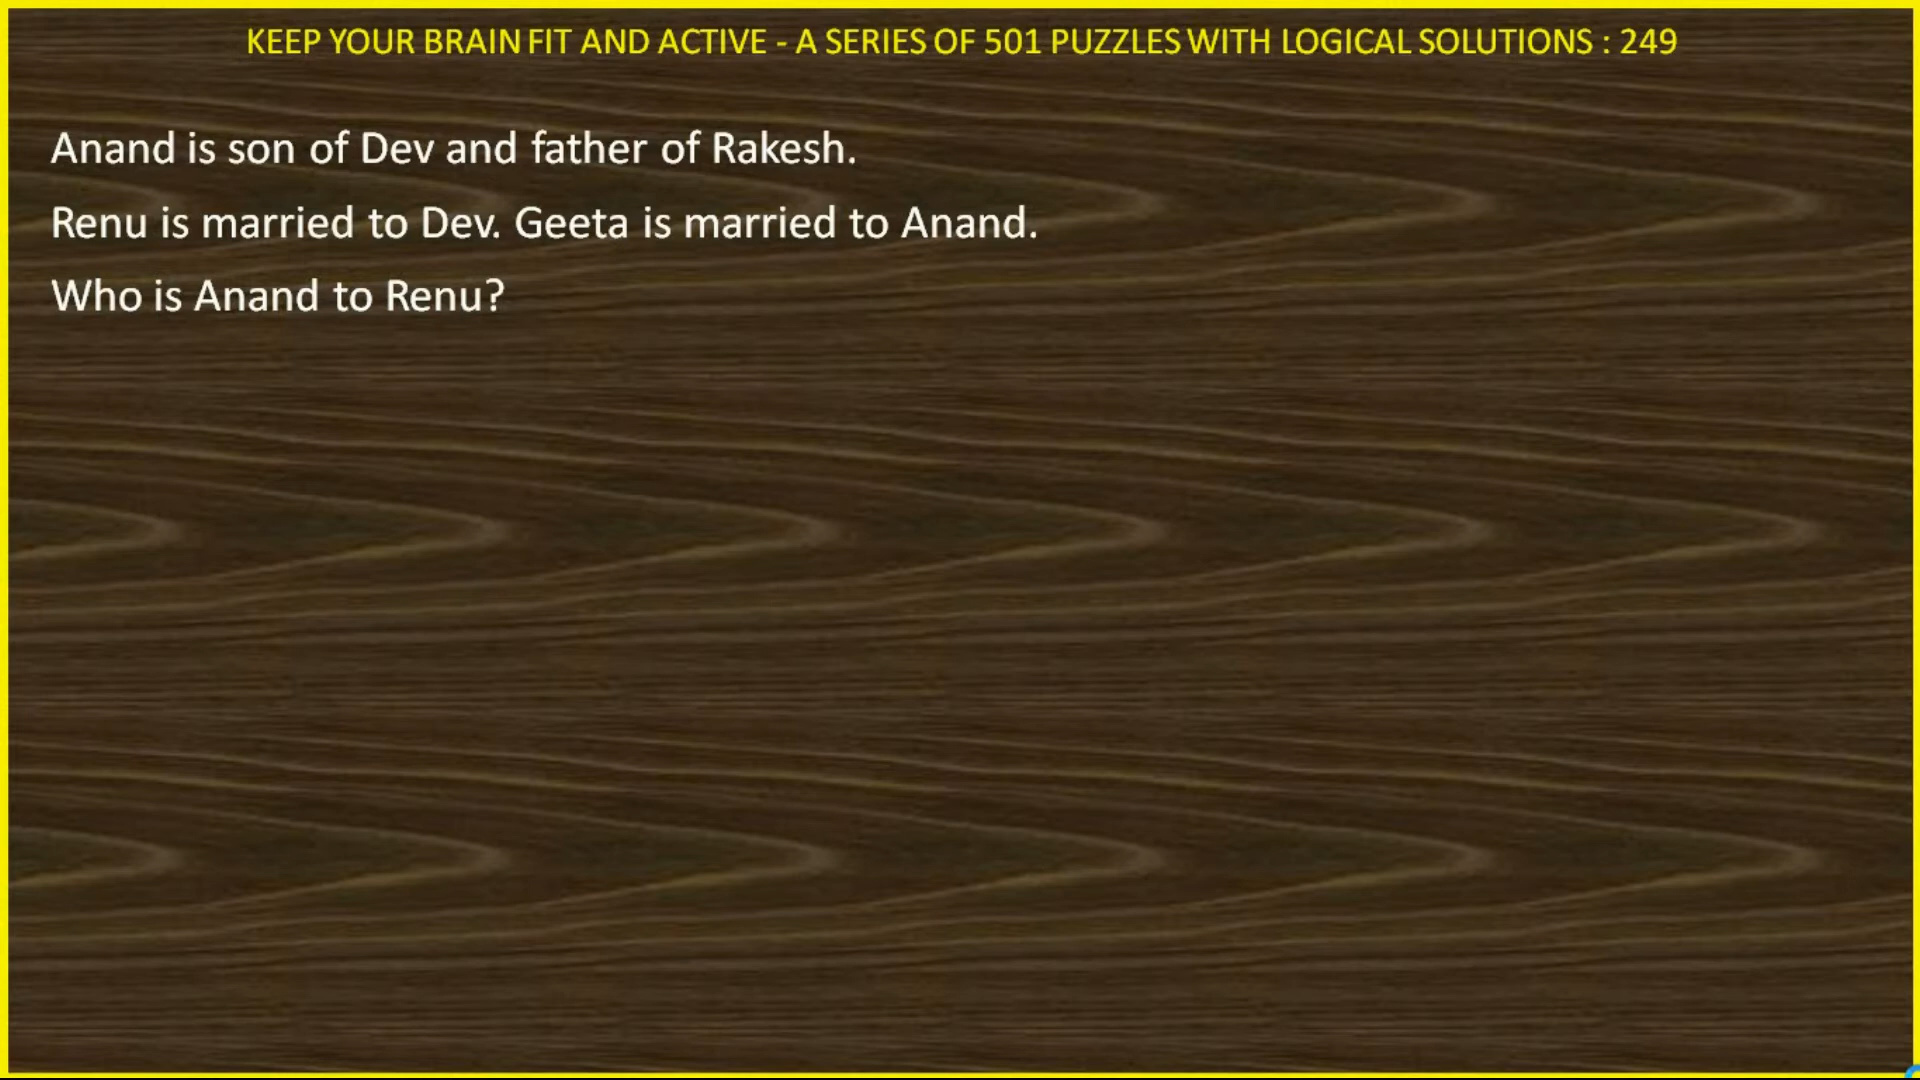 KEEP YOUR BRAIN FIT AND ACTIVE - A SERIES OF 501 PUZZLES WITH LOGICAL SOLUTIONS : 249
Anand is son of Dev and father of Rakesh.
Renu is married to Dev. Geeta is married to Anand.
Who is Anand to Renu?